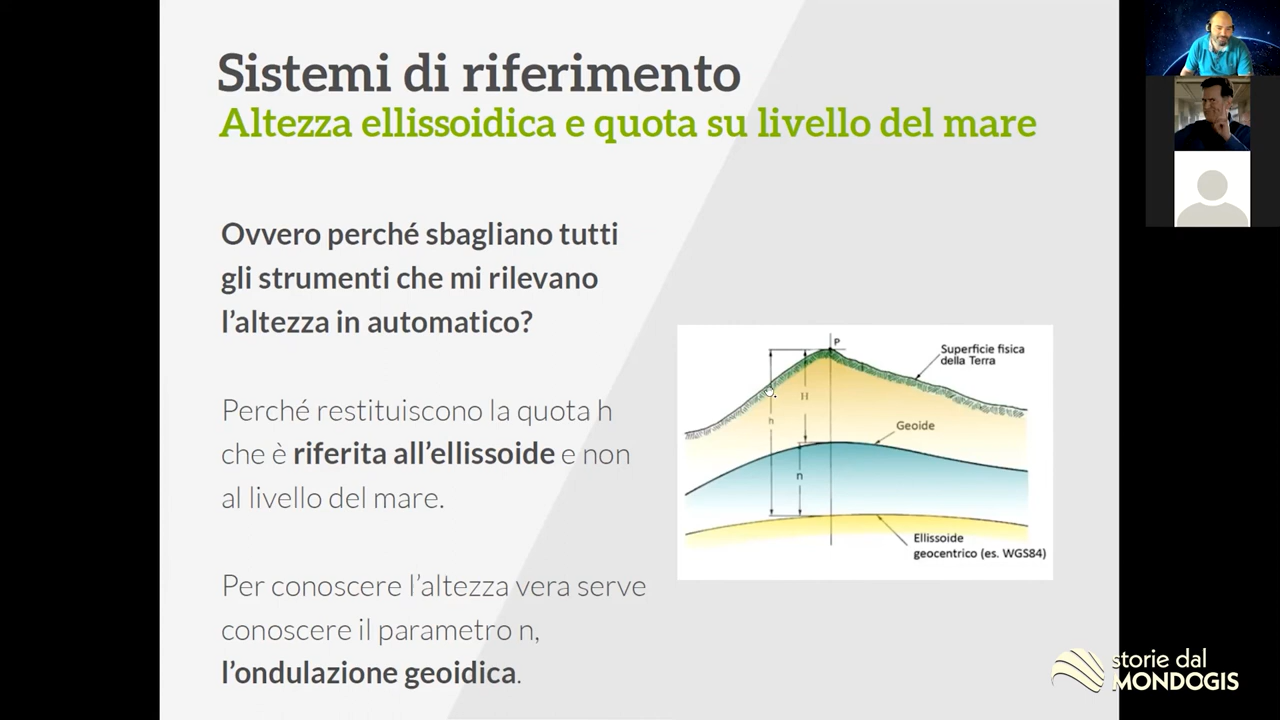 Sistemi di riferimento
Altezza ellissoidica e quota su livello del mare
Ovvero perché sbagliano tutti
gli strumenti che mi rilevano
l'altezza in automatico?
Perché restituiscono la quota h
che è riferita all'ellissoide e non
al livello del mare.
Per conoscere l'altezza vera serve
conoscere il parametro n,
l'ondulazione geoidica.
P
Superficie fisica
della Terra
H
h
Geoide
n
Ellissoide
geocentrico (es. WGS84)
storie dal
MONDOGIS